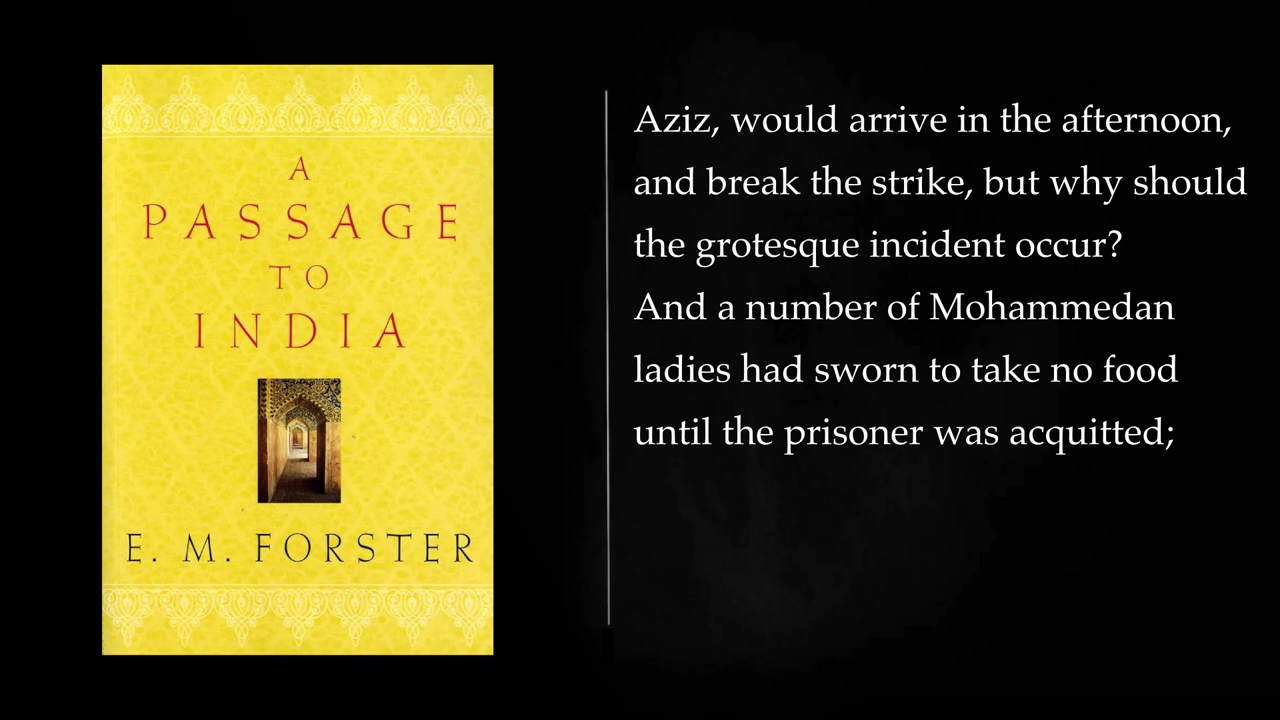 A
PASSAGE
TO
INDIA
E. M. FORSTER
Aziz, would arrive in the afternoon,
and break the strike, but why should
the grotesque incident occur?
And a number of Mohammedan
ladies had sworn to take no food
until the prisoner was acquitted;